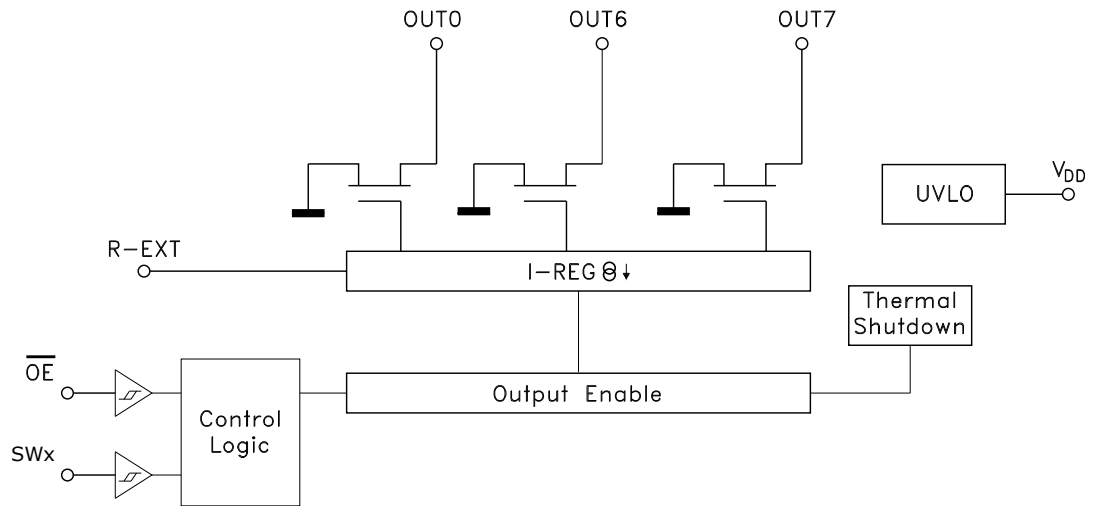 OUT0 OUT6 OUT7
V_DD
UVLO
R-EXT
I-REG
Thermal
Shutdown
OE
Output Enable
Control
Logic
SWx